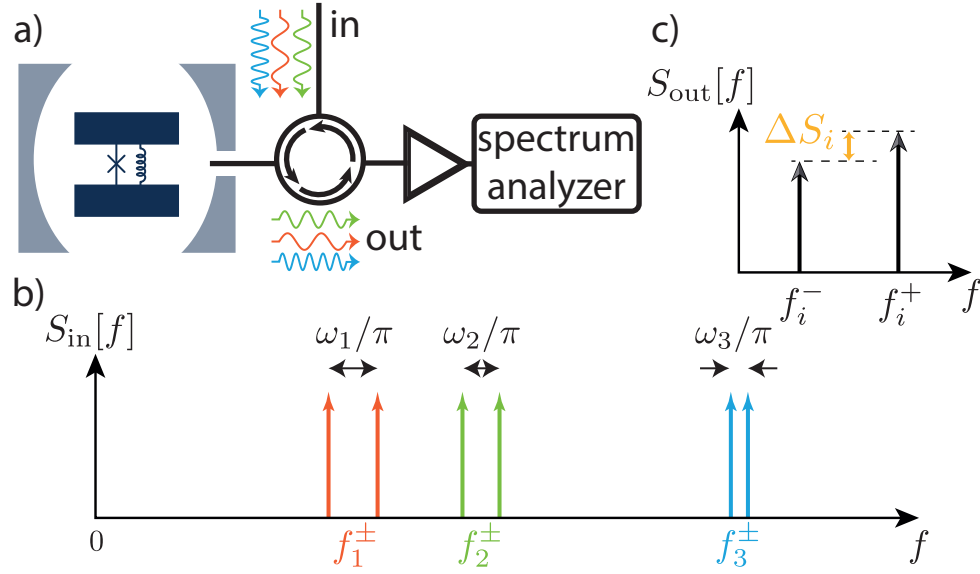 a)
in
out
spectrum
analyzer
c)
S_out[f]
ΔS_i
f_i^-
f_i^+
f
b)
S_in[f]
ω_1/π
ω_2/π
ω_3/π
0
f_1^±
f_2^±
f_3^±
f